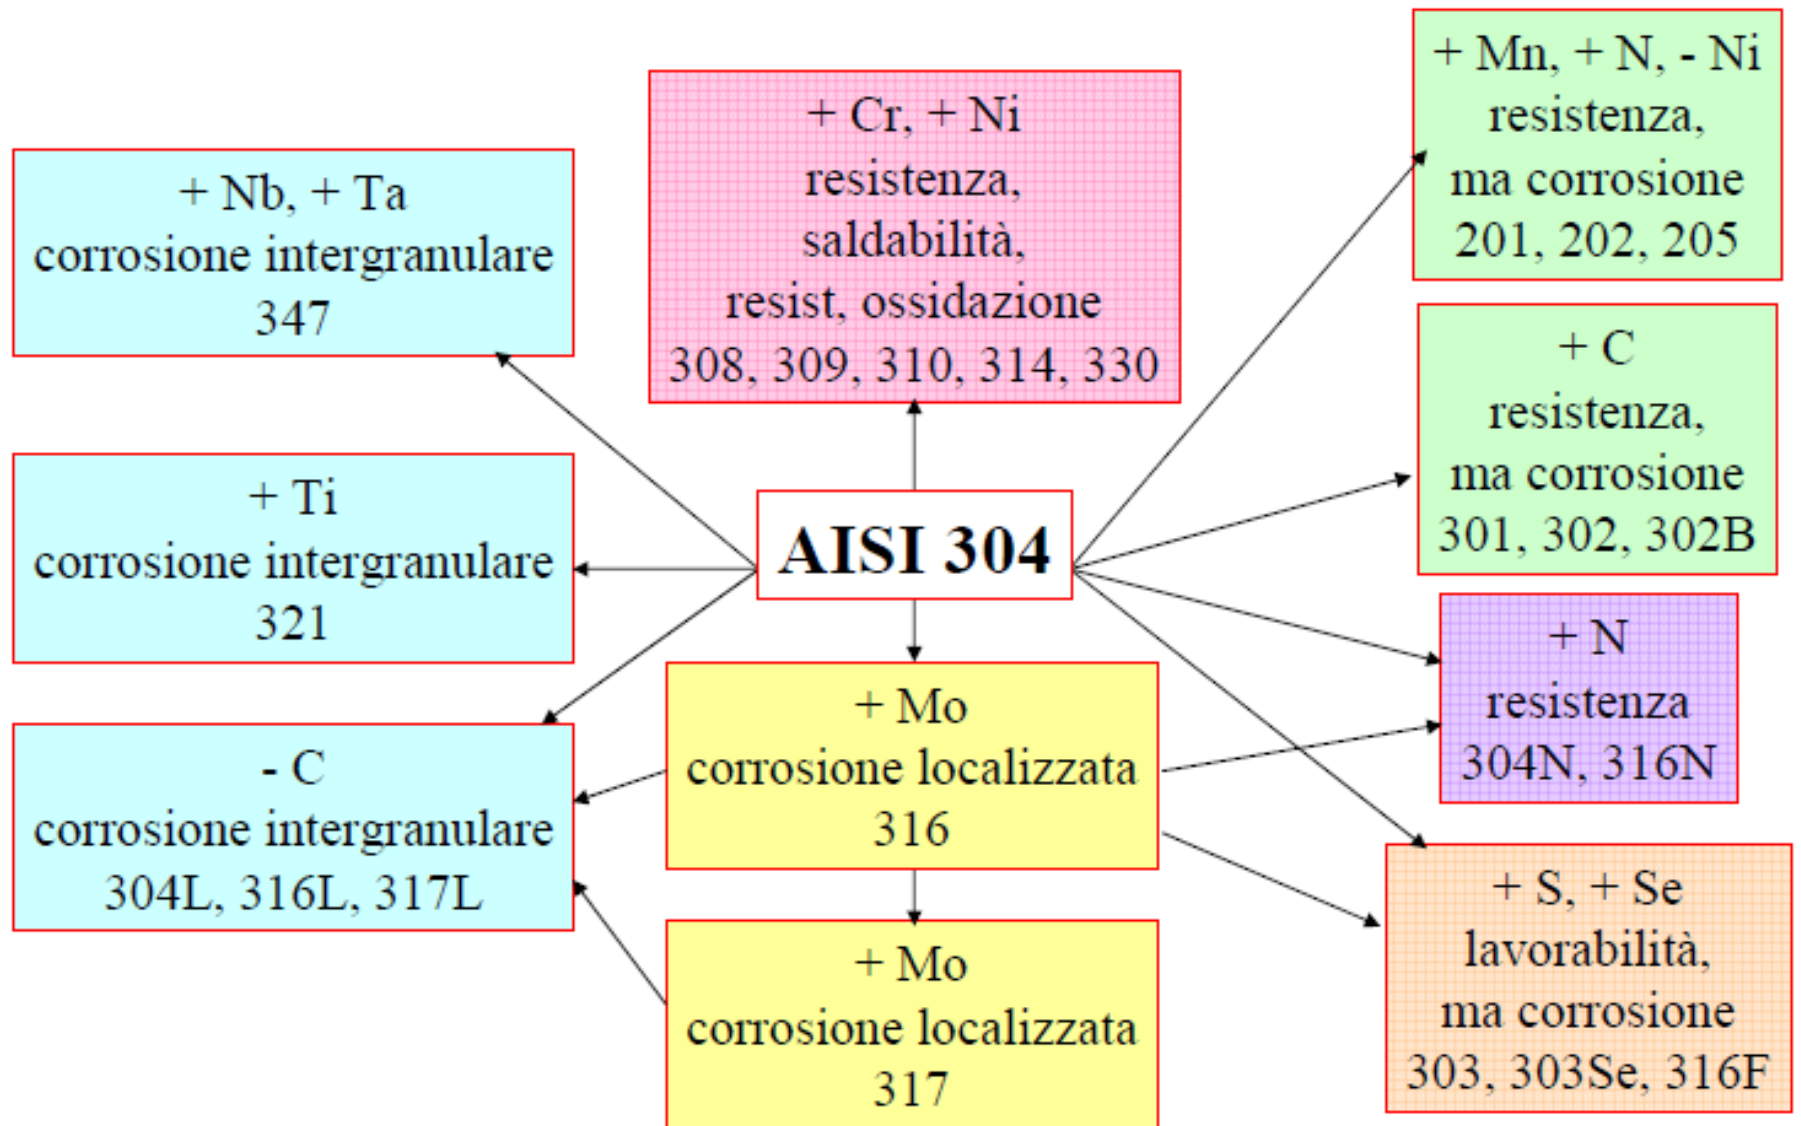 + Nb, + Ta
corrosione intergranulare
347
+ Cr, + Ni
resistenza,
saldabilità,
resist, ossidazione
308, 309, 310, 314, 330
+ Mn, + N, - Ni
resistenza,
ma corrosione
201, 202, 205
+ C
resistenza,
ma corrosione
301, 302, 302B
+ Ti
corrosione intergranulare
321
AISI 304
+ N
resistenza
304N, 316N
- C
corrosione intergranulare
304L, 316L, 317L
+ Mo
corrosione localizzata
316
+ S, + Se
lavorabilità,
ma corrosione
303, 303Se, 316F
+ Mo
corrosione localizzata
317